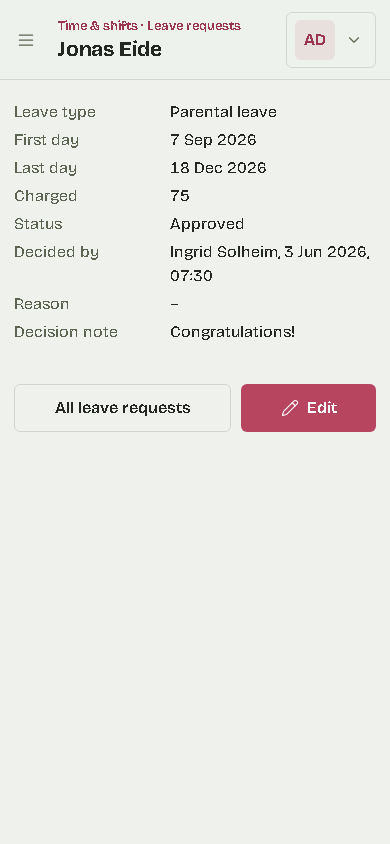 Time & shifts · Leave requests
Jonas Eide
AD
Leave type Parental leave
First day 7 Sep 2026
Last day 18 Dec 2026
Charged 75
Status Approved
Decided by Ingrid Solheim, 3 Jun 2026,
07:30
Reason –
Decision note Congratulations!
All leave requests Edit